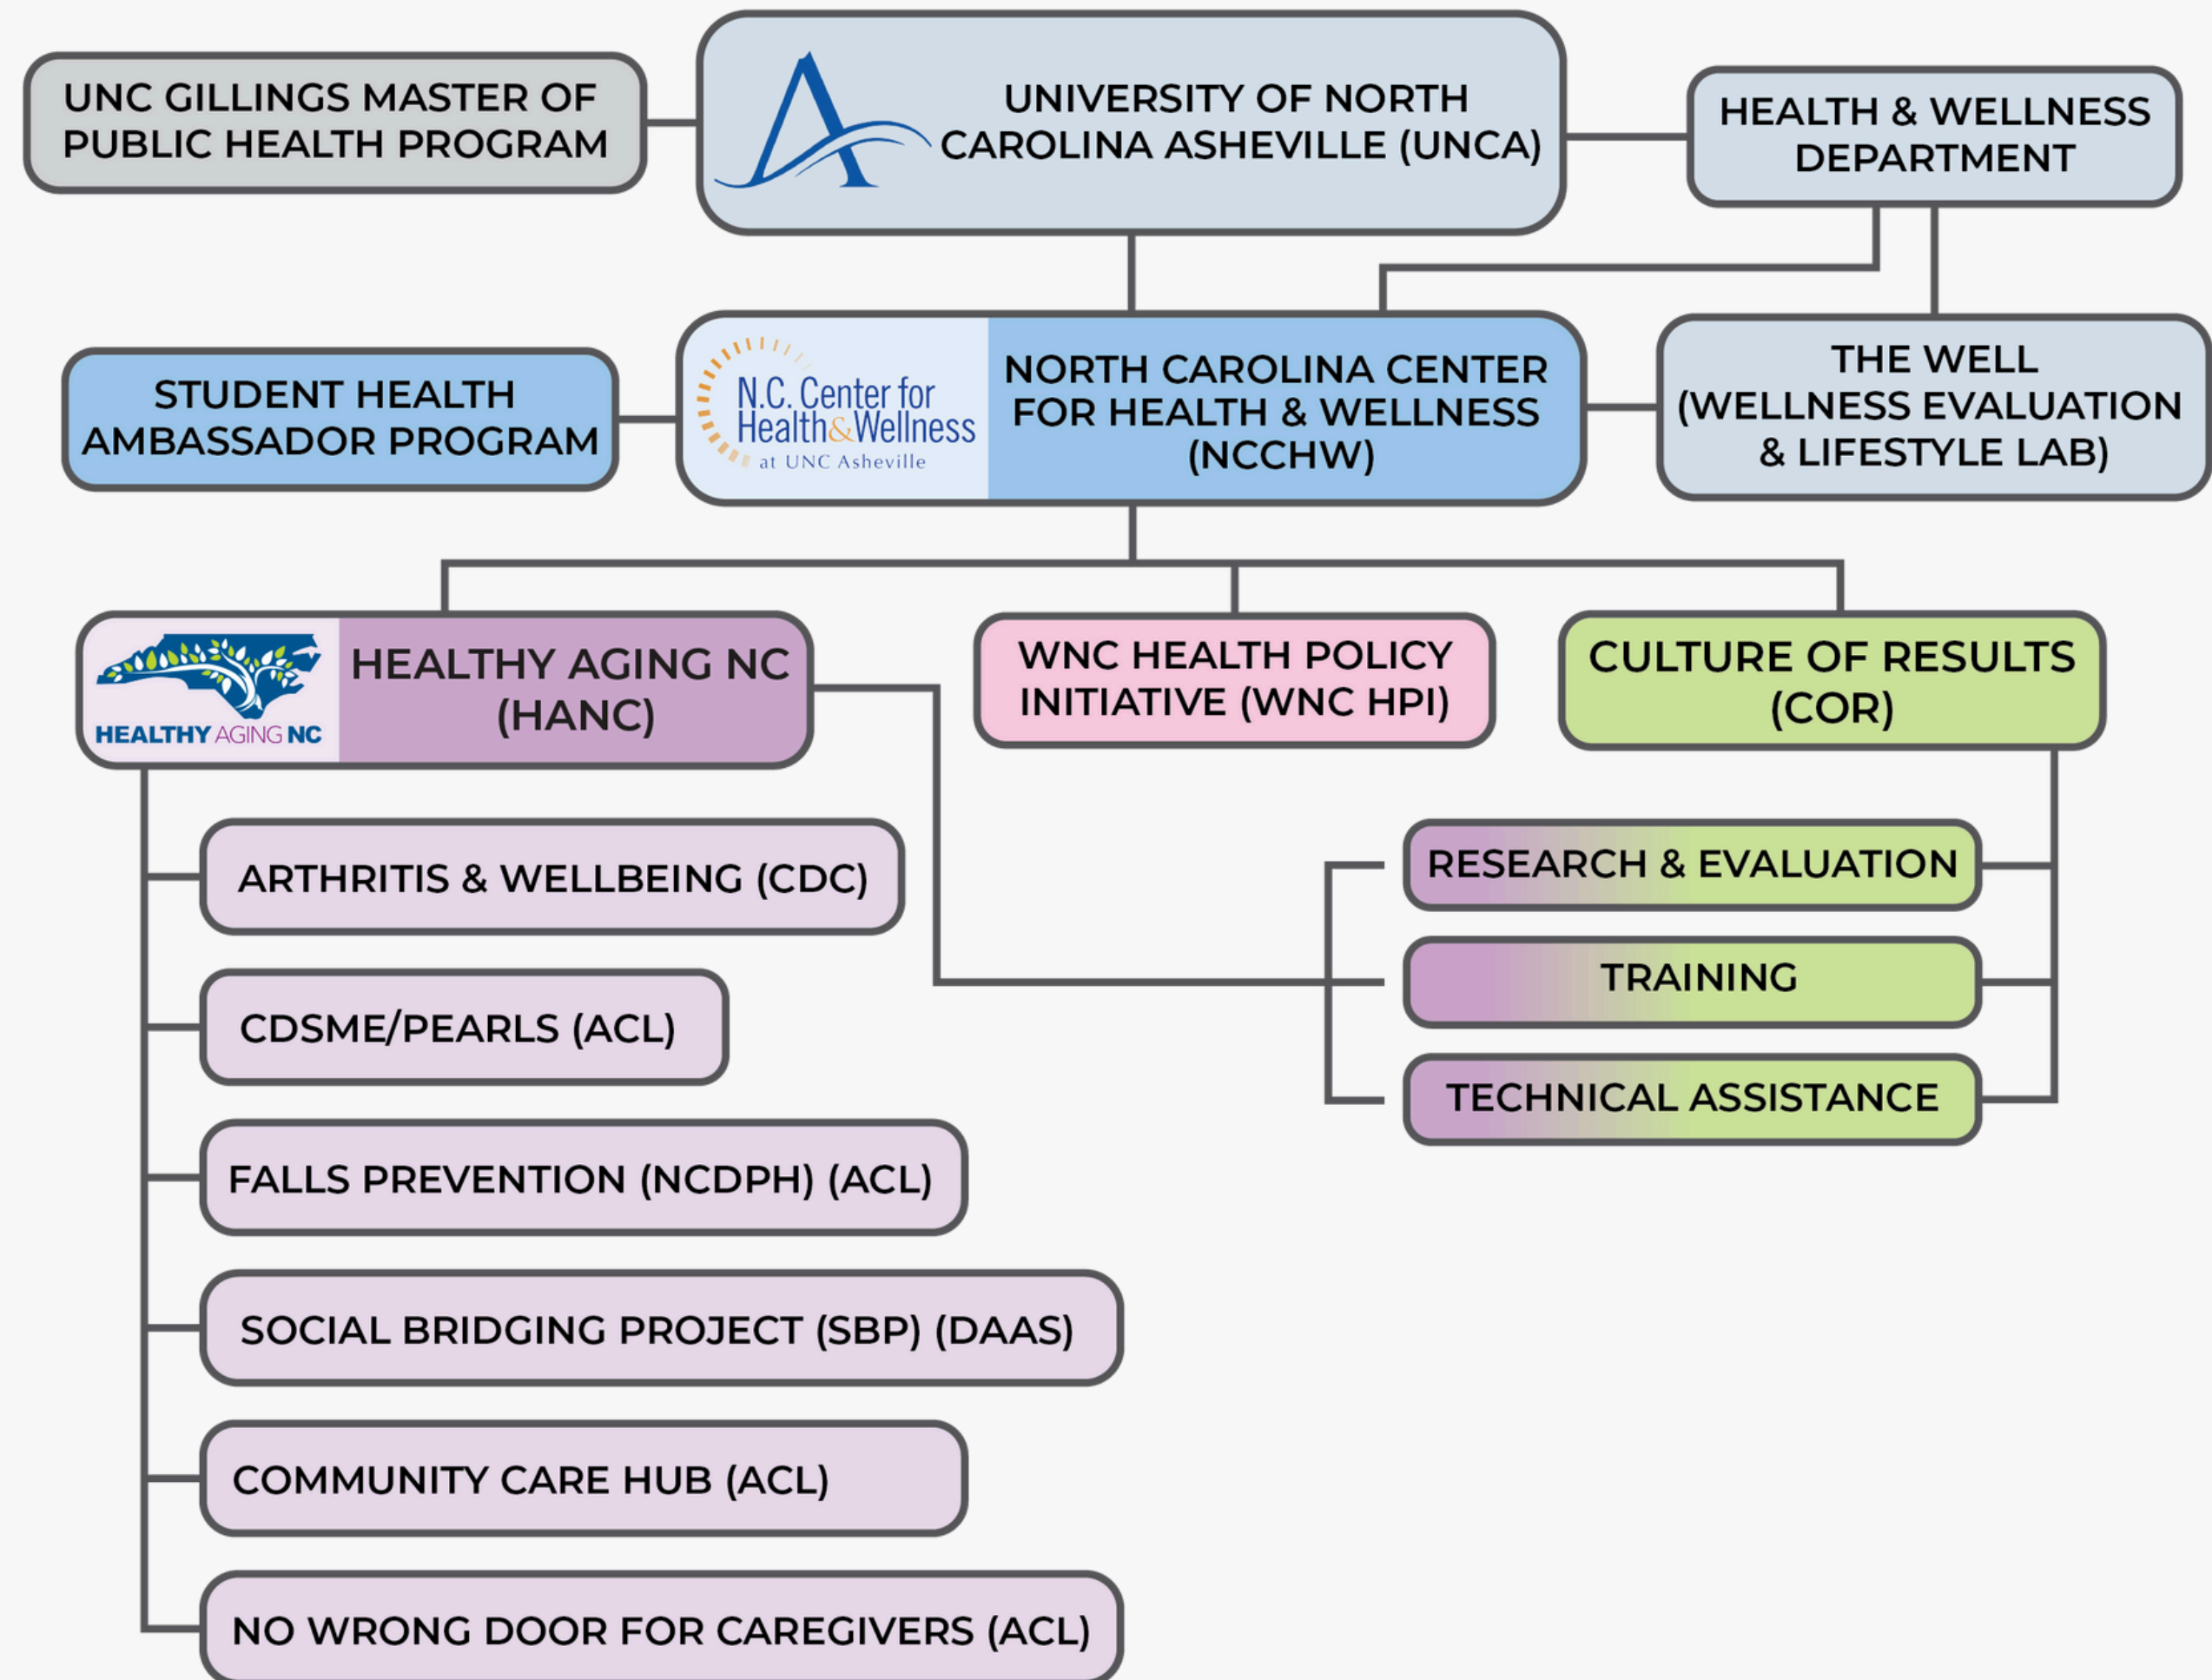 UNC GILLINGS MASTER OF
PUBLIC HEALTH PROGRAM
UNIVERSITY OF NORTH
CAROLINA ASHEVILLE (UNCA)
HEALTH & WELLNESS
DEPARTMENT
STUDENT HEALTH
AMBASSADOR PROGRAM
N.C. Center for
Health&Wellness
at UNC Asheville
NORTH CAROLINA CENTER
FOR HEALTH & WELLNESS
(NCCHW)
THE WELL
(WELLNESS EVALUATION
& LIFESTYLE LAB)
HEALTHY AGING NC
HEALTHY AGING NC
(HANC)
WNC HEALTH POLICY
INITIATIVE (WNC HPI)
CULTURE OF RESULTS
(COR)
ARTHRITIS & WELLBEING (CDC)
CDSME/PEARLS (ACL)
FALLS PREVENTION (NCDPH) (ACL)
SOCIAL BRIDGING PROJECT (SBP) (DAAS)
COMMUNITY CARE HUB (ACL)
NO WRONG DOOR FOR CAREGIVERS (ACL)
RESEARCH & EVALUATION
TRAINING
TECHNICAL ASSISTANCE